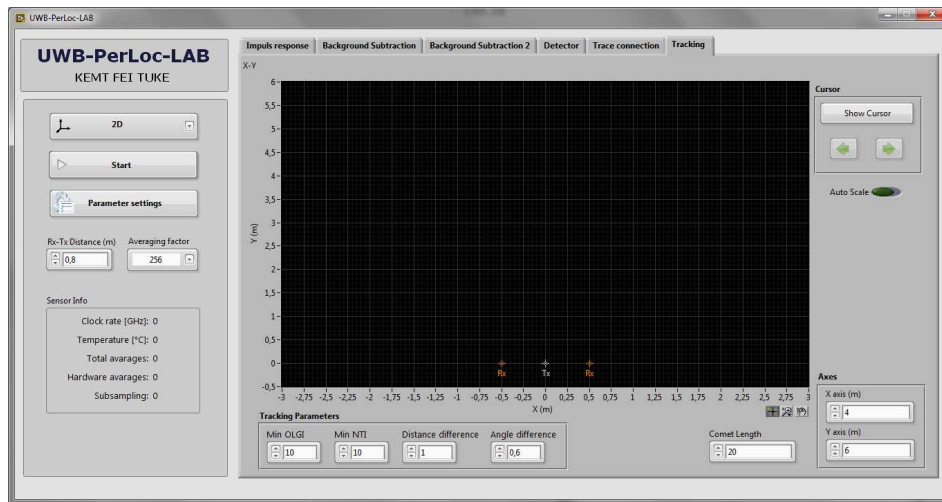 UWB-PerLoc-LAB
UWB-PerLoc-LAB
KEMT FEI TUKE
2D
Start
Parameter settings
Rx-Tx Distance (m) Averaging factor
0,8 256
Sensor Info
Clock rate [GHz]: 0
Temperature [°C]: 0
Total avarages: 0
Hardware avarages: 0
Subsampling: 0
Impuls response Background Subtraction Background Subtraction 2 Detector Trace connection Tracking
X-Y
Y (m)
6
5,5
5
4,5
4
3,5
3
2,5
2
1,5
1
0,5
0
-0,5
Rx Tx Rx
-3 -2,75 -2,5 -2,25 -2 -1,75 -1,5 -1,25 -1 -0,75 -0,5 -0,25 0 0,25 0,5 0,75 1 1,25 1,5 1,75 2 2,25 2,5 2,75 3
X (m)
Tracking Parameters
Min OLGI Min NTI Distance difference Angle difference
10 10 1 0,6
Comet Length
20
Cursor
Show Cursor
Auto Scale
Axes
X axis (m)
4
Y axis (m)
6